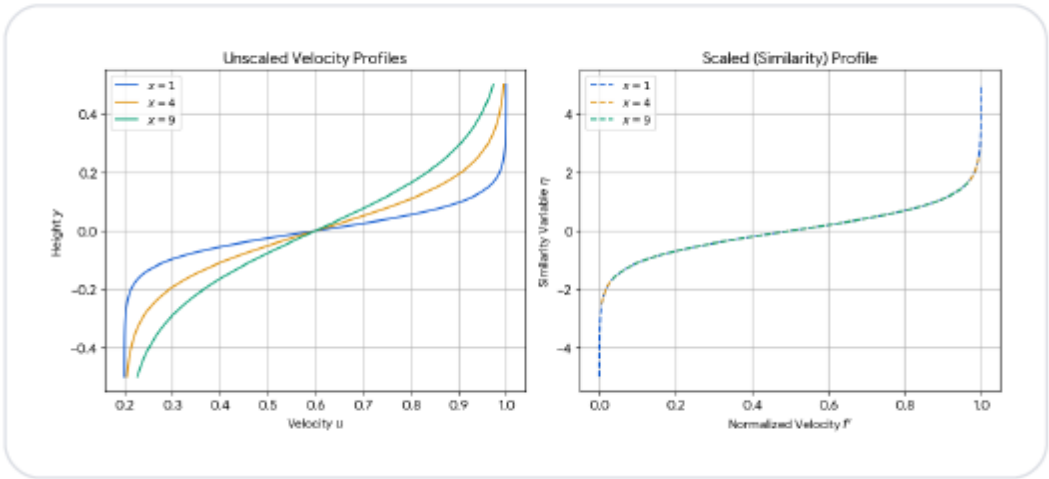 Unscaled Velocity Profiles
x = 1
x = 4
x = 9
0.4
0.2
0.0
−0.2
−0.4
Height y
0.2 0.3 0.4 0.5 0.6 0.7 0.8 0.9 1.0
Velocity u
Scaled (Similarity) Profile
x = 1
x = 4
x = 9
4
2
0
−2
−4
Similarity Variable η
0.0 0.2 0.4 0.6 0.8 1.0
Normalized Velocity f′